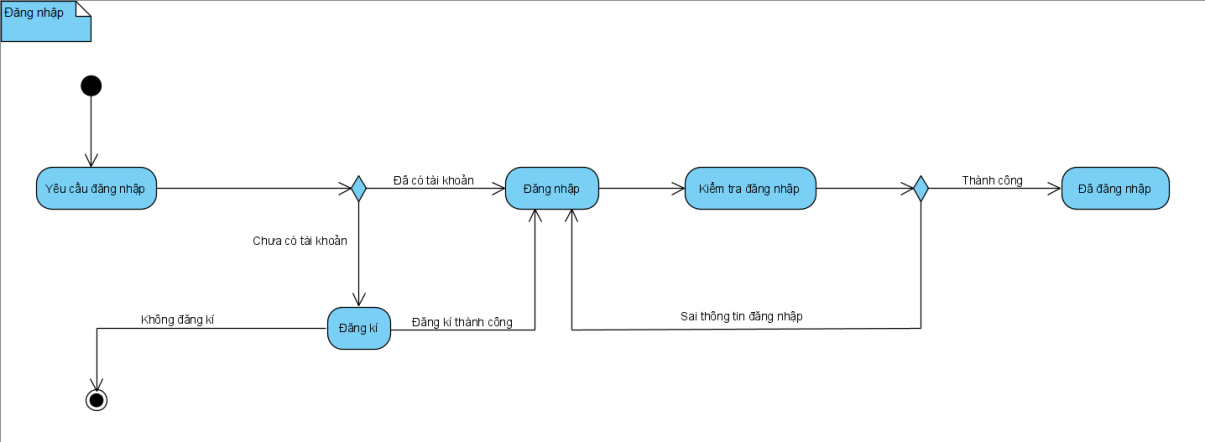 Đăng nhập
Yêu cầu đăng nhập
Đã có tài khoản
Đăng nhập
Kiểm tra đăng nhập
Thành công
Đã đăng nhập
Chưa có tài khoản
Không đăng kí
Đăng kí
Đăng kí thành công
Sai thông tin đăng nhập